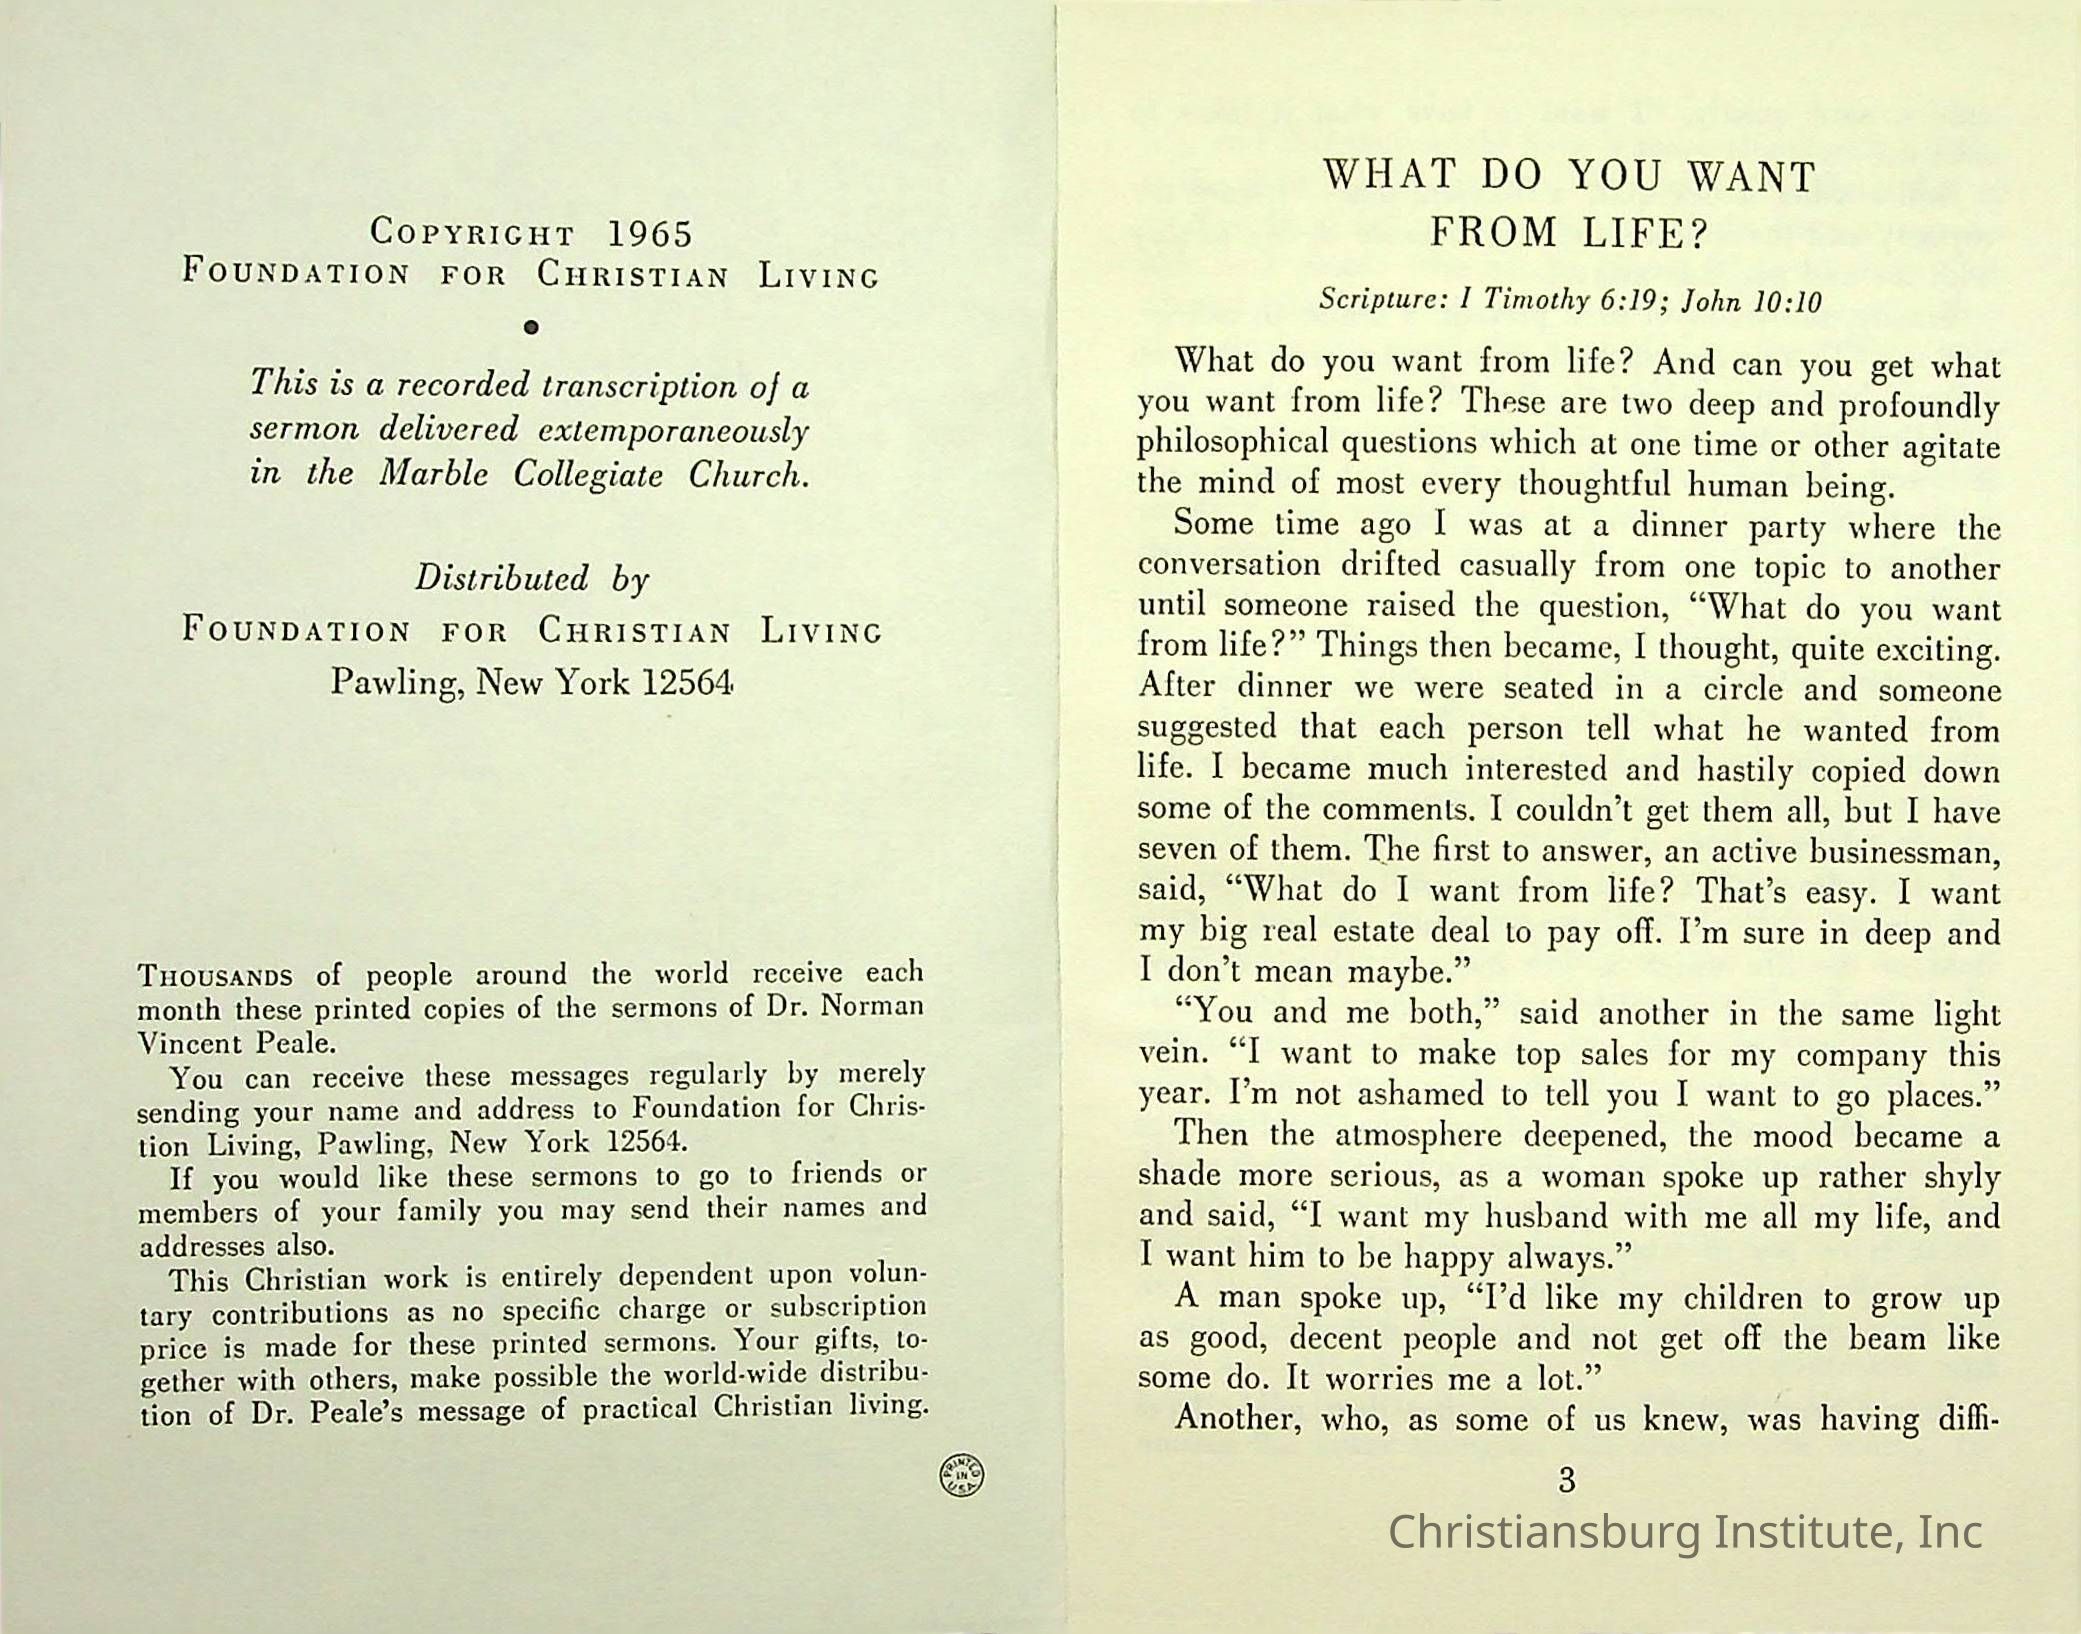 COPYRIGHT 1965
FOUNDATION FOR CHRISTIAN LIVING
•
This is a recorded transcription of a
sermon delivered extemporaneously
in the Marble Collegiate Church.
Distributed by
FOUNDATION FOR CHRISTIAN LIVING
Pawling, New York 12564
THOUSANDS of people around the world receive each
month these printed copies of the sermons of Dr. Norman
Vincent Peale.
You can receive these messages regularly by merely
sending your name and address to Foundation for Chris-
tion Living, Pawling, New York 12564.
If you would like these sermons to go to friends or
members of your family you may send their names and
addresses also.
This Christian work is entirely dependent upon volun-
tary contributions as no specific charge or subscription
price is made for these printed sermons. Your gifts, to-
gether with others, make possible the world-wide distribu-
tion of Dr. Peale's message of practical Christian living.
PRINTED
IN
U.S.A.
WHAT DO YOU WANT
FROM LIFE?
Scripture: I Timothy 6:19; John 10:10
What do you want from life? And can you get what
you want from life? These are two deep and profoundly
philosophical questions which at one time or other agitate
the mind of most every thoughtful human being.
Some time ago I was at a dinner party where the
conversation drifted casually from one topic to another
until someone raised the question, “What do you want
from life?” Things then became, I thought, quite exciting.
After dinner we were seated in a circle and someone
suggested that each person tell what he wanted from
life. I became much interested and hastily copied down
some of the comments. I couldn't get them all, but I have
seven of them. The first to answer, an active businessman,
said, “What do I want from life? That's easy. I want
my big real estate deal to pay off. I'm sure in deep and
I don't mean maybe.”
“You and me both,” said another in the same light
vein. “I want to make top sales for my company this
year. I'm not ashamed to tell you I want to go places.”
Then the atmosphere deepened, the mood became a
shade more serious, as a woman spoke up rather shyly
and said, “I want my husband with me all my life, and
I want him to be happy always.”
A man spoke up, “I'd like my children to grow up
as good, decent people and not get off the beam like
some do. It worries me a lot.”
Another, who, as some of us knew, was having diffi-
3
Christiansburg Institute, Inc